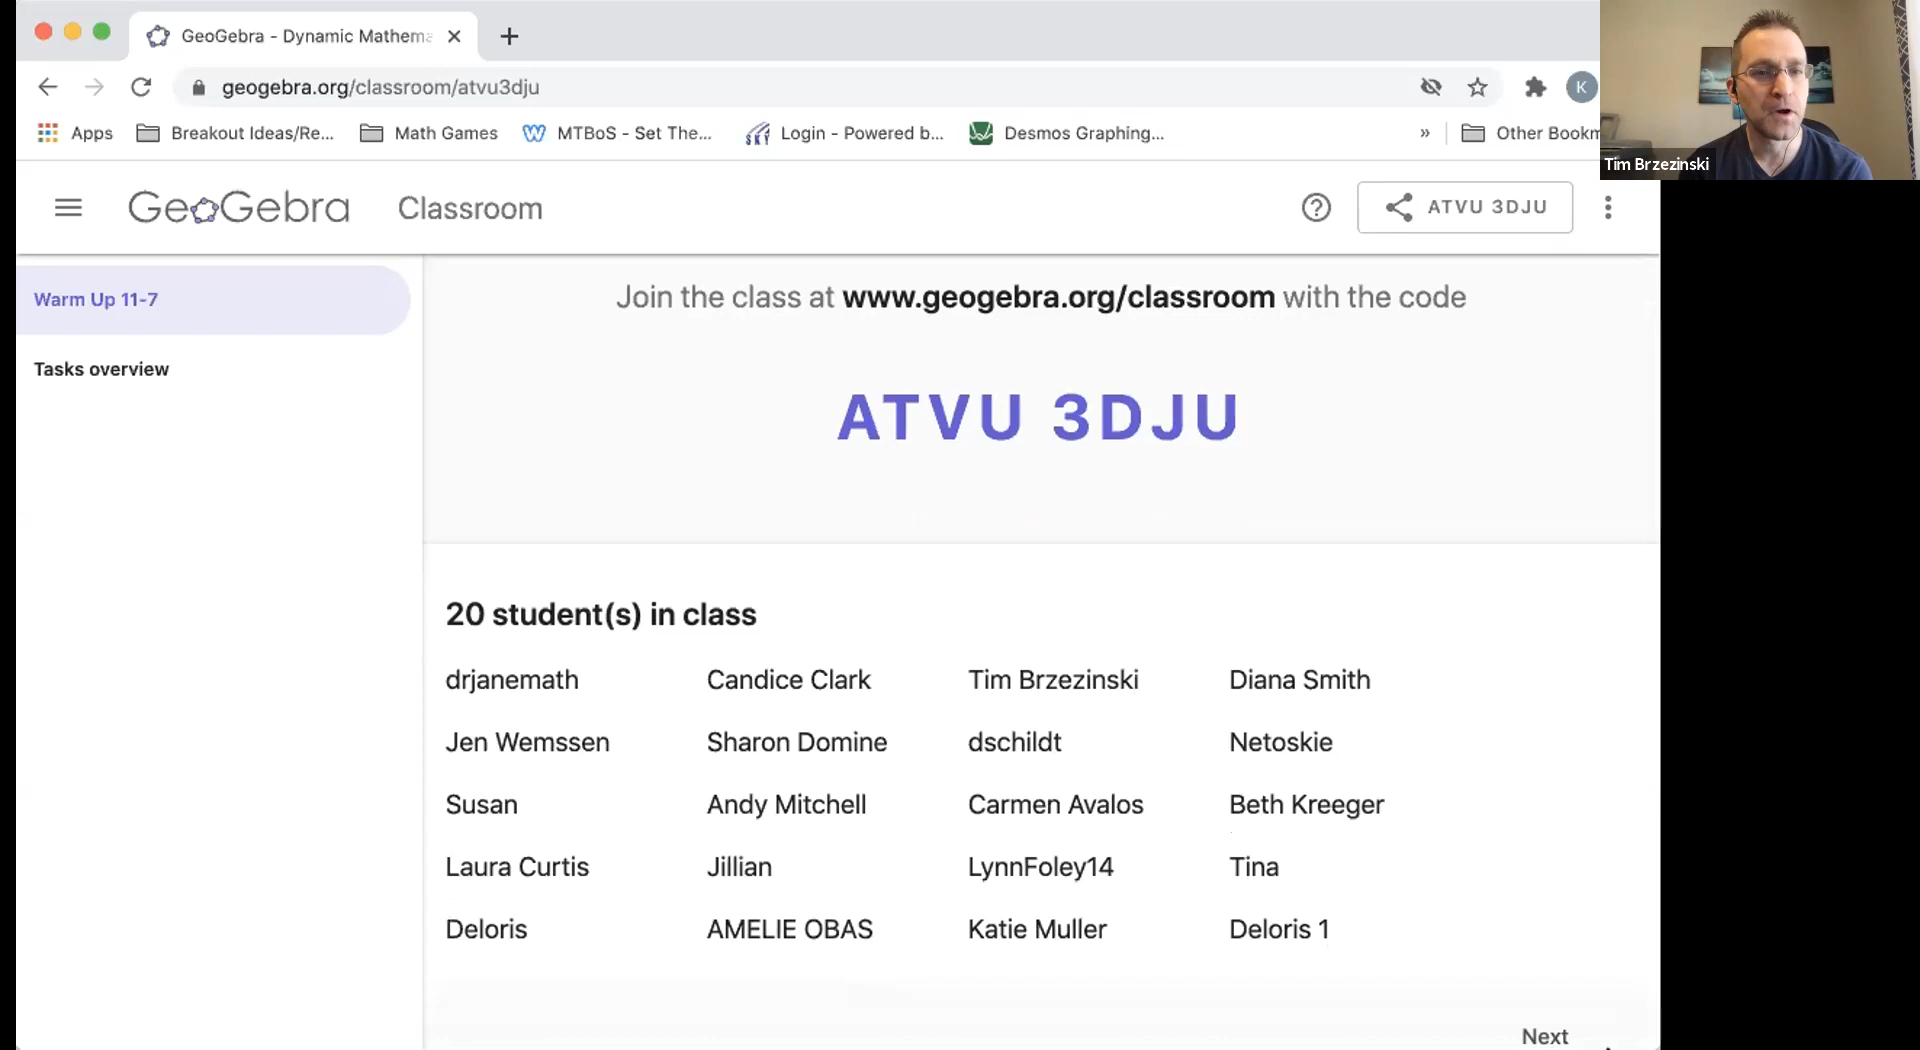 GeoGebra - Dynamic Mathema
geogebra.org/classroom/atvu3dju
K
Apps
Breakout Ideas/Re...
Math Games
MTBoS - Set The...
Login - Powered b...
Desmos Graphing...
»
Other Bookm
Tim Brzezinski
GeoGebra Classroom
ATVU 3DJU
Warm Up 11-7
Tasks overview
Join the class at www.geogebra.org/classroom with the code
ATVU 3DJU
20 student(s) in class
drjanemath Candice Clark Tim Brzezinski Diana Smith
Jen Wemssen Sharon Domine dschildt Netoskie
Susan Andy Mitchell Carmen Avalos Beth Kreeger
Laura Curtis Jillian LynnFoley14 Tina
Deloris AMELIE OBAS Katie Muller Deloris 1
Next